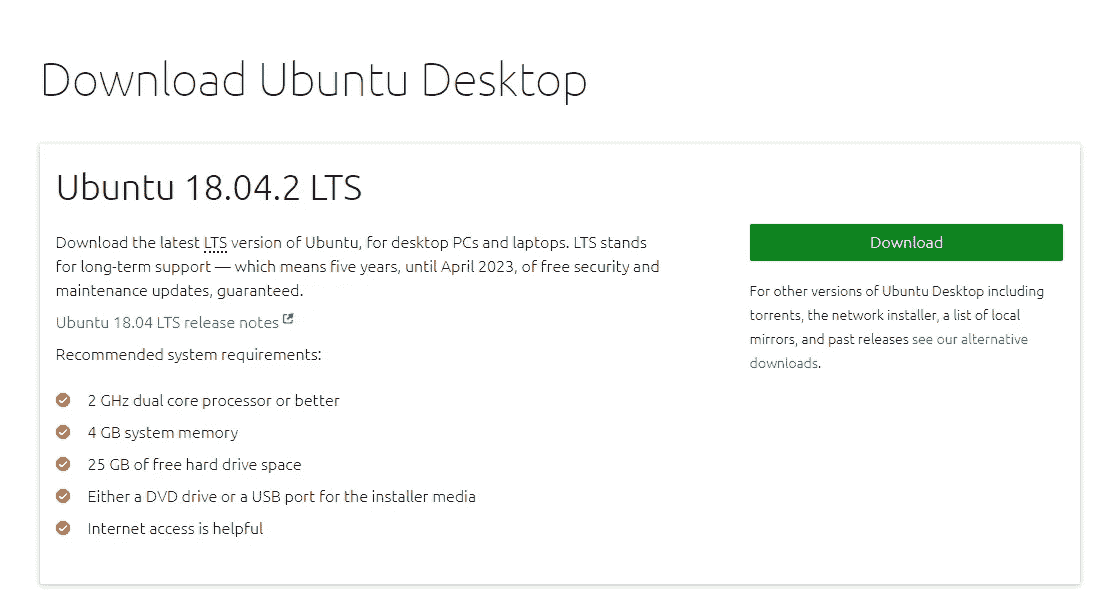 Download Ubuntu Desktop
Ubuntu 18.04.2 LTS
Download the latest LTS version of Ubuntu, for desktop PCs and laptops. LTS stands
for long-term support — which means five years, until April 2023, of free security and
maintenance updates, guaranteed.
Ubuntu 18.04 LTS release notes
Recommended system requirements:
2 GHz dual core processor or better
4 GB system memory
25 GB of free hard drive space
Either a DVD drive or a USB port for the installer media
Internet access is helpful
Download
For other versions of Ubuntu Desktop including
torrents, the network installer, a list of local
mirrors, and past releases see our alternative
downloads.